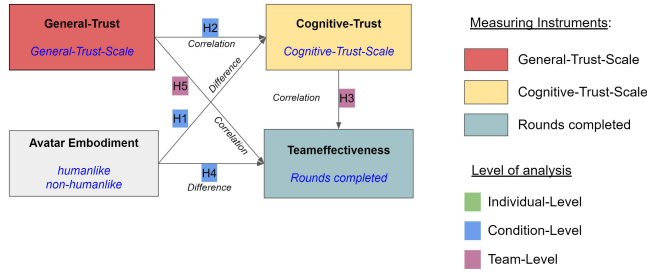 General-Trust
General-Trust-Scale
H2
Correlation
Cognitive-Trust
Cognitive-Trust-Scale
H5
Difference
H1
Correlation
Correlation
H3
Avatar Embodiment
humanlike
non-humanlike
H4
Difference
Teameffectiveness
Rounds completed
Measuring Instruments:
General-Trust-Scale
Cognitive-Trust-Scale
Rounds completed
Level of analysis
Individual-Level
Condition-Level
Team-Level